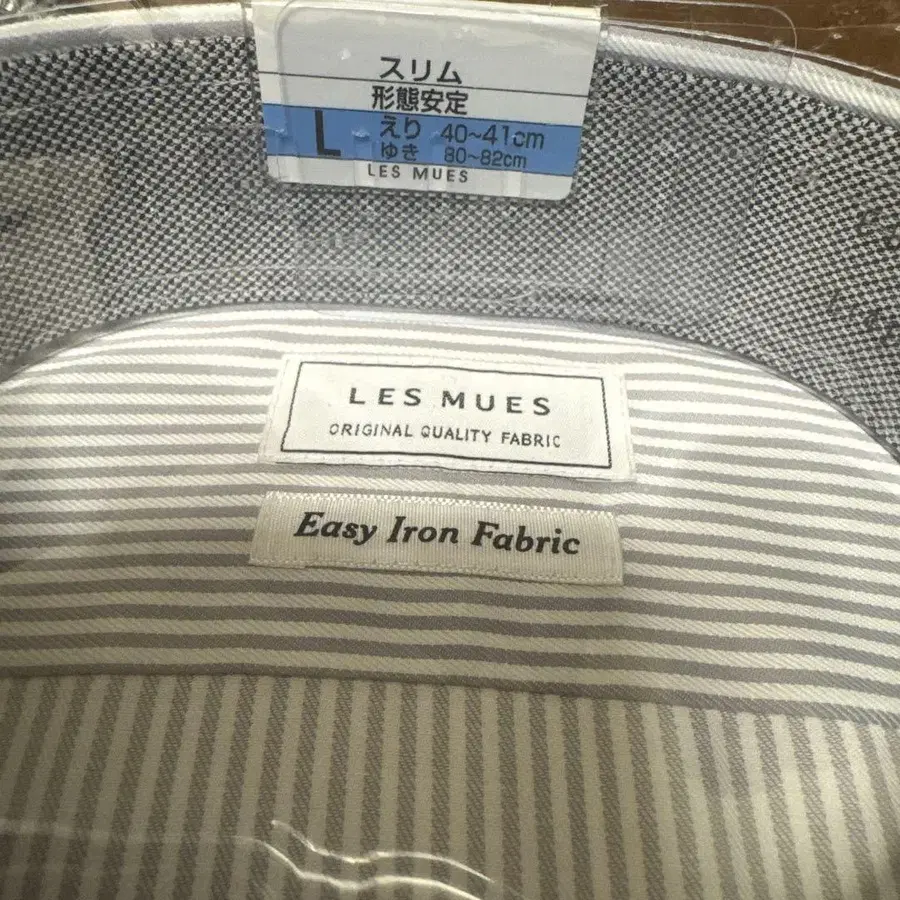 スリム
形態安定
L えり 40~41cm
ゆき 80~82cm
LES MUES
LES MUES
ORIGINAL QUALITY FABRIC
Easy Iron Fabric